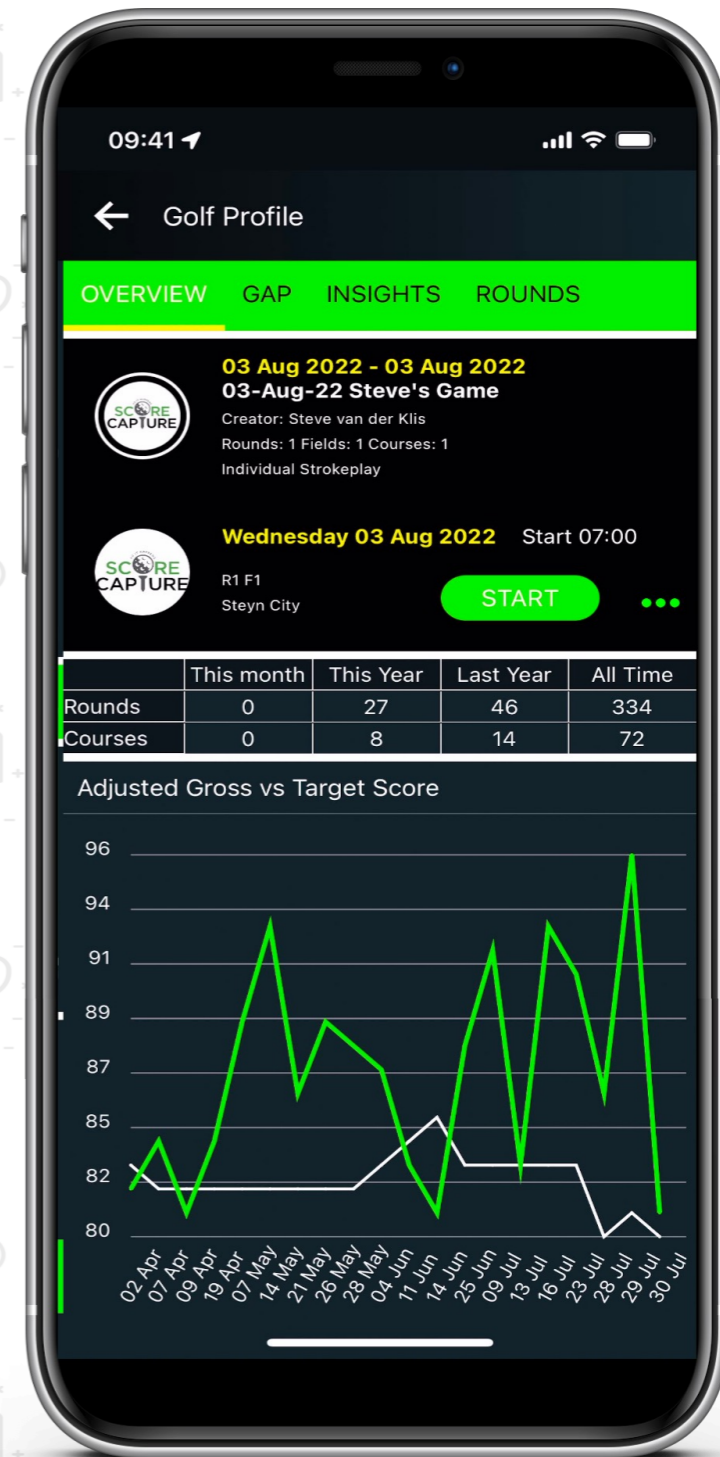 09:41
Golf Profile
OVERVIEW GAP INSIGHTS ROUNDS
03 Aug 2022 - 03 Aug 2022
03-Aug-22 Steve's Game
SCORE
CAPTURE
Creator: Steve van der Klis
Rounds: 1 Fields: 1 Courses: 1
Individual Strokeplay
Wednesday 03 Aug 2022 Start 07:00
SCORE
CAPTURE
R1 F1
Steyn City
START
This month This Year Last Year All Time
Rounds 0 27 46 334
Courses 0 8 14 72
Adjusted Gross vs Target Score
96
94
91
89
87
85
82
80
02 Apr 07 Apr 09 Apr 19 Apr 07 May 14 May 21 May 26 May 28 May 04 Jun 11 Jun 14 Jun 25 Jun 09 Jul 13 Jul 16 Jul 23 Jul 28 Jul 29 Jul 30 Jul